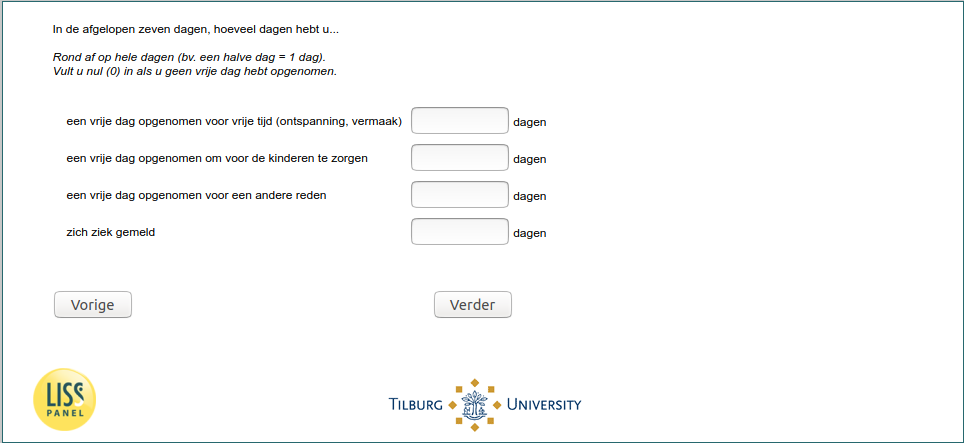 In de afgelopen zeven dagen, hoeveel dagen hebt u...
Rond af op hele dagen (bv. een halve dag = 1 dag).
Vult u nul (0) in als u geen vrije dag hebt opgenomen.
een vrije dag opgenomen voor vrije tijd (ontspanning, vermaak) dagen
een vrije dag opgenomen om voor de kinderen te zorgen dagen
een vrije dag opgenomen voor een andere reden dagen
zich ziek gemeld dagen
Vorige Verder
LISS
PANEL
TILBURG UNIVERSITY